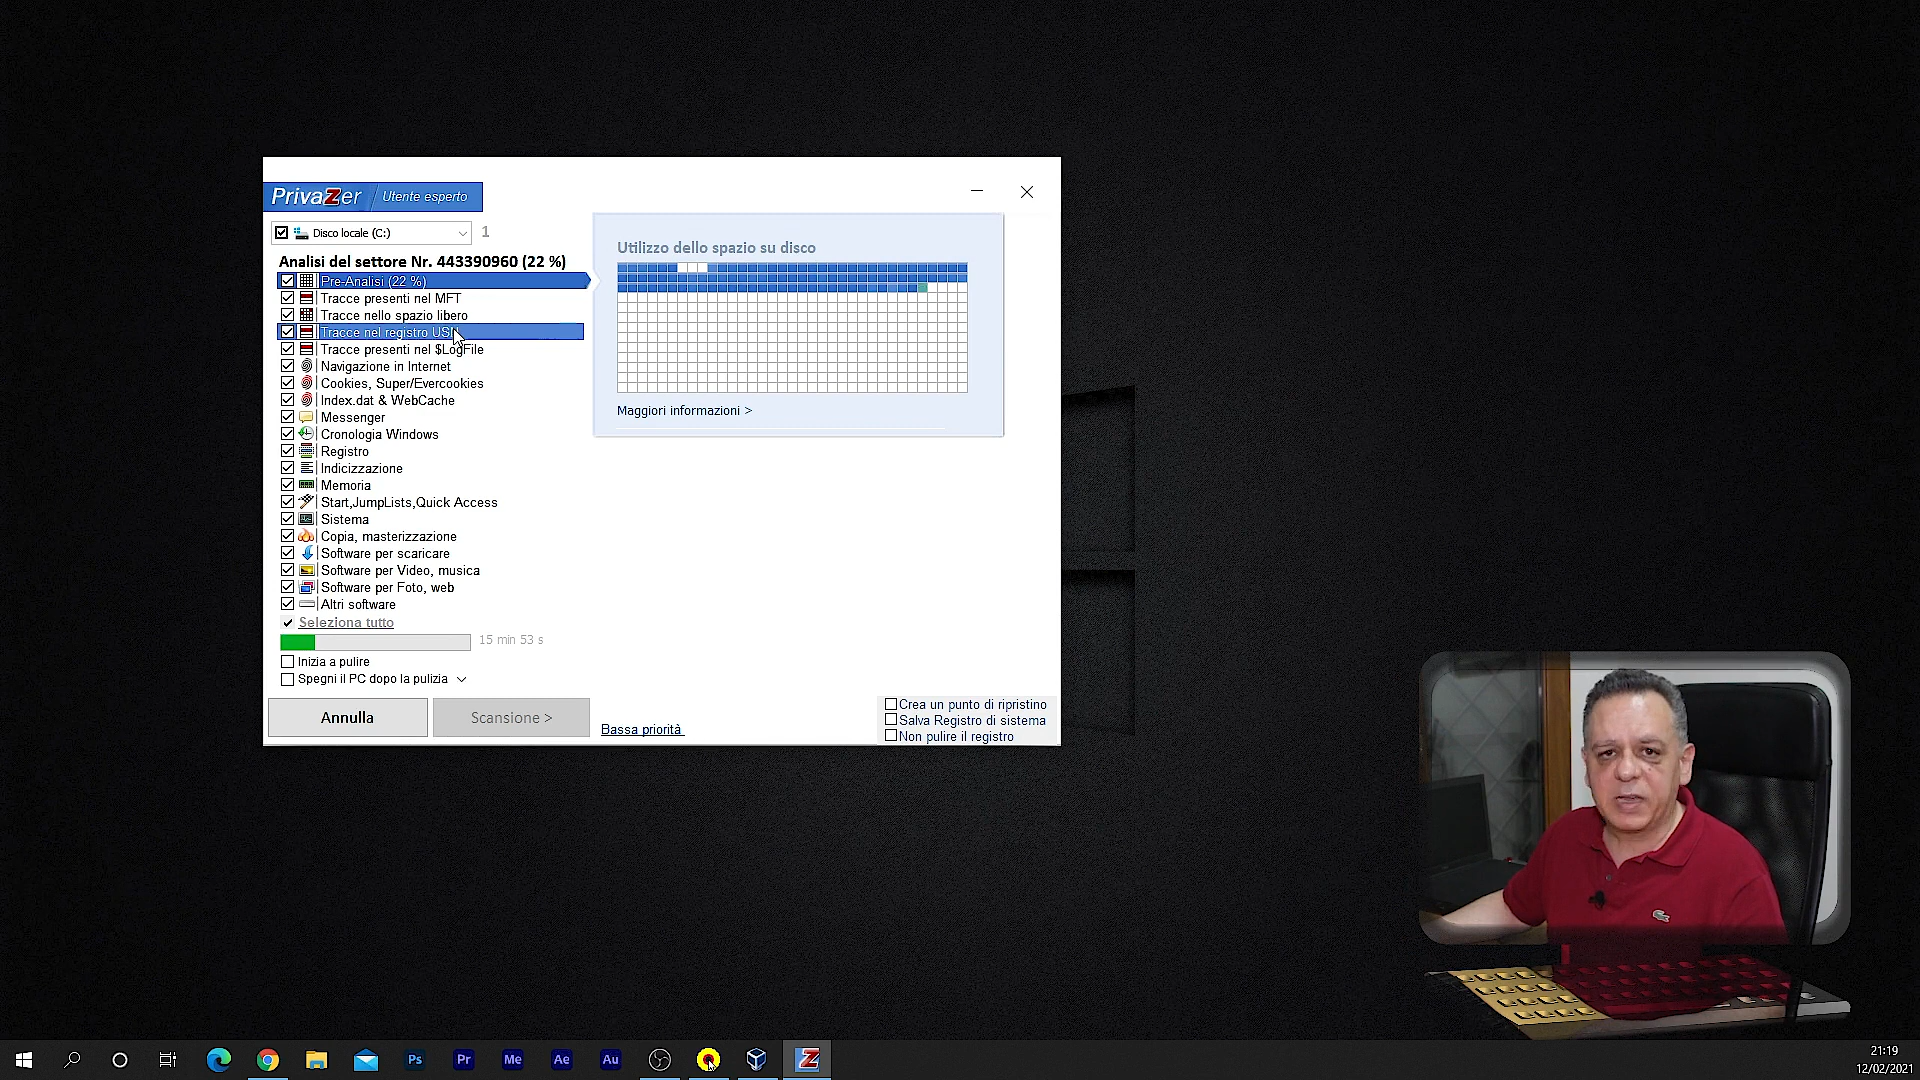 PrivaZer Utente esperto
Disco locale (C:) 1
Analisi del settore Nr. 443390960 (22 %)
Pre-Analisi (22 %)
Tracce presenti nel MFT
Tracce nello spazio libero
Tracce nel registro USN
Tracce presenti nel $LogFile
Navigazione in Internet
Cookies, Super/Evercookies
Index.dat & WebCache
Messenger
Cronologia Windows
Registro
Indicizzazione
Memoria
Start,JumpLists,Quick Access
Sistema
Copia, masterizzazione
Software per scaricare
Software per Video, musica
Software per Foto, web
Altri software
Seleziona tutto
15 min 53 s
Inizia a pulire
Spegni il PC dopo la pulizia
Annulla
Scansione >
Bassa priorità
Utilizzo dello spazio su disco
Maggiori informazioni >
Crea un punto di ripristino
Salva Registro di sistema
Non pulire il registro
Ps
Pr
Me
Ae
Au
Z
21:19
12/02/2021